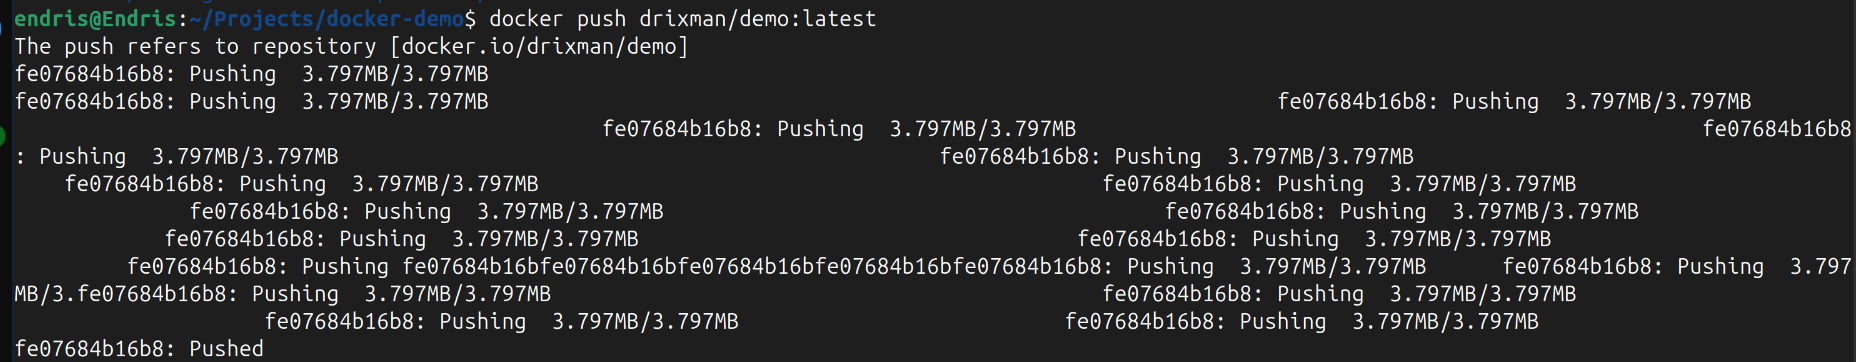 endris@Endris:~/Projects/docker-demo$ docker push drixman/demo:latest
The push refers to repository [docker.io/drixman/demo]
fe07684b16b8: Pushing  3.797MB/3.797MB
fe07684b16b8: Pushing  3.797MB/3.797MB fe07684b16b8: Pushing  3.797MB/3.797MB
fe07684b16b8: Pushing  3.797MB/3.797MB fe07684b16b8
: Pushing  3.797MB/3.797MB fe07684b16b8: Pushing  3.797MB/3.797MB
fe07684b16b8: Pushing  3.797MB/3.797MB fe07684b16b8: Pushing  3.797MB/3.797MB
fe07684b16b8: Pushing  3.797MB/3.797MB fe07684b16b8: Pushing  3.797MB/3.797MB
fe07684b16b8: Pushing  3.797MB/3.797MB fe07684b16b8: Pushing  3.797MB/3.797MB
fe07684b16b8: Pushing fe07684b16bfe07684b16bfe07684b16bfe07684b16bfe07684b16b8: Pushing  3.797MB/3.797MB fe07684b16b8: Pushing  3.797
MB/3.fe07684b16b8: Pushing  3.797MB/3.797MB fe07684b16b8: Pushing  3.797MB/3.797MB
fe07684b16b8: Pushing  3.797MB/3.797MB fe07684b16b8: Pushing  3.797MB/3.797MB
fe07684b16b8: Pushed